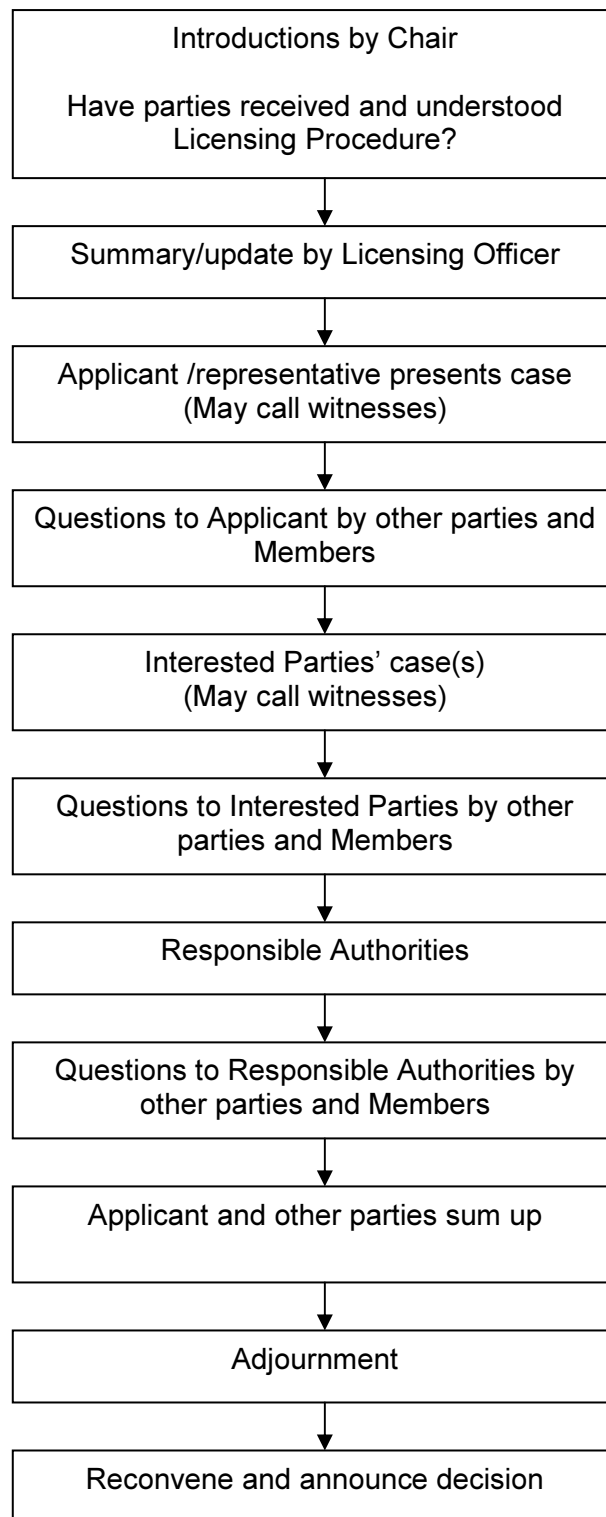 Introductions by Chair
Have parties received and understood
Licensing Procedure?
Summary/update by Licensing Officer
Applicant /representative presents case
(May call witnesses)
Questions to Applicant by other parties and
Members
Interested Parties’ case(s)
(May call witnesses)
Questions to Interested Parties by other
parties and Members
Responsible Authorities
Questions to Responsible Authorities by
other parties and Members
Applicant and other parties sum up
Adjournment
Reconvene and announce decision